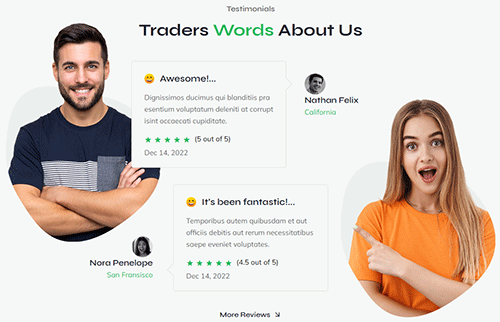 Testimonials
Traders Words About Us
Awesome!...
Dignissimos ducimus qui blanditiis pra
esentium voluptatum deleniti at corrupt
isint occaecati cupiditate.
(5 out of 5)
Dec 14, 2022
Nathan Felix
California
It's been fantastic!...
Temporibus autem quibusdam et aut
officiis debitis aut rerum necessitatibus
saepe eveniet voluptates.
(4.5 out of 5)
Dec 14, 2022
Nora Penelope
San Fransisco
More Reviews